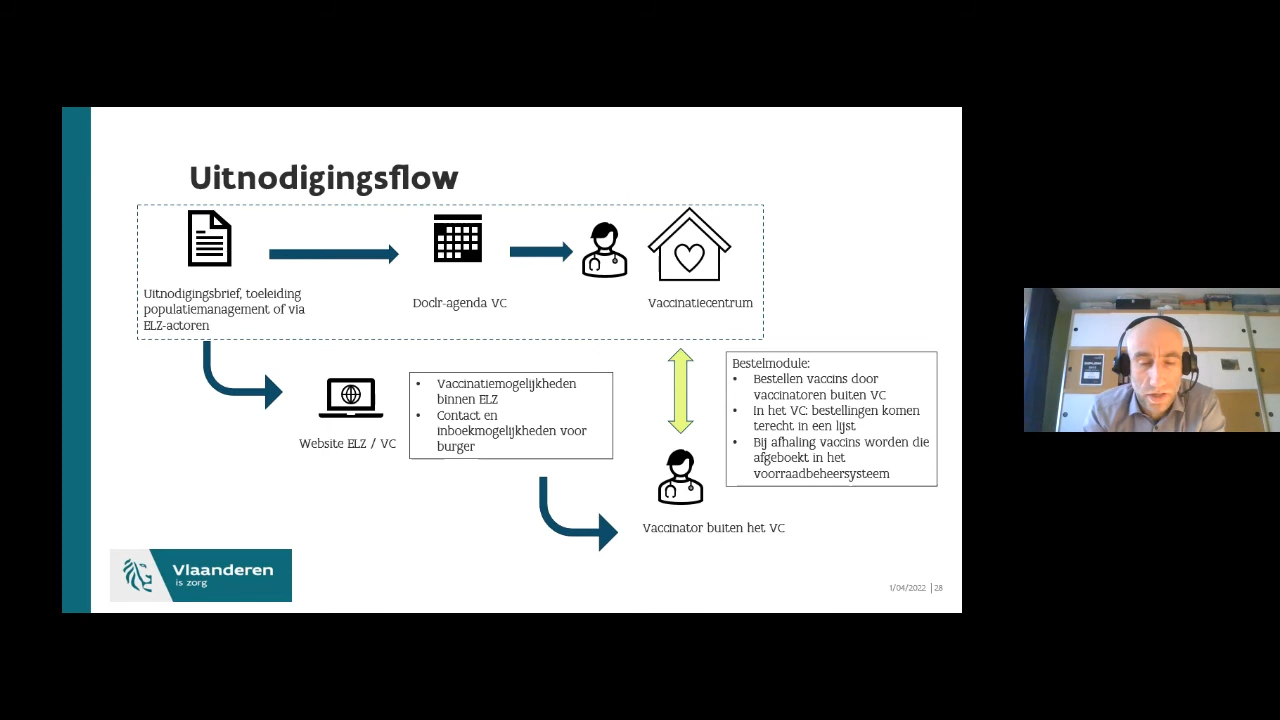 Uitnodigingsflow
Uitnodigingsbrief, toeleiding
populatiemanagement of via
ELZ-actoren
Doclr-agenda VC
Vaccinatiecentrum
Website ELZ / VC
• Vaccinatiemogelijkheden
binnen ELZ
• Contact en
inboekmogelijkheden voor
burger
Bestelmodule:
• Bestellen vaccins door
vaccinatoren buiten VC
• In het VC: bestellingen komen
terecht in een lijst
• Bij afhaling vaccins worden die
afgeboekt in het
voorraadbeheersysteem
Vaccinator buiten het VC
Vlaanderen
is zorg
1/04/2022 | 28